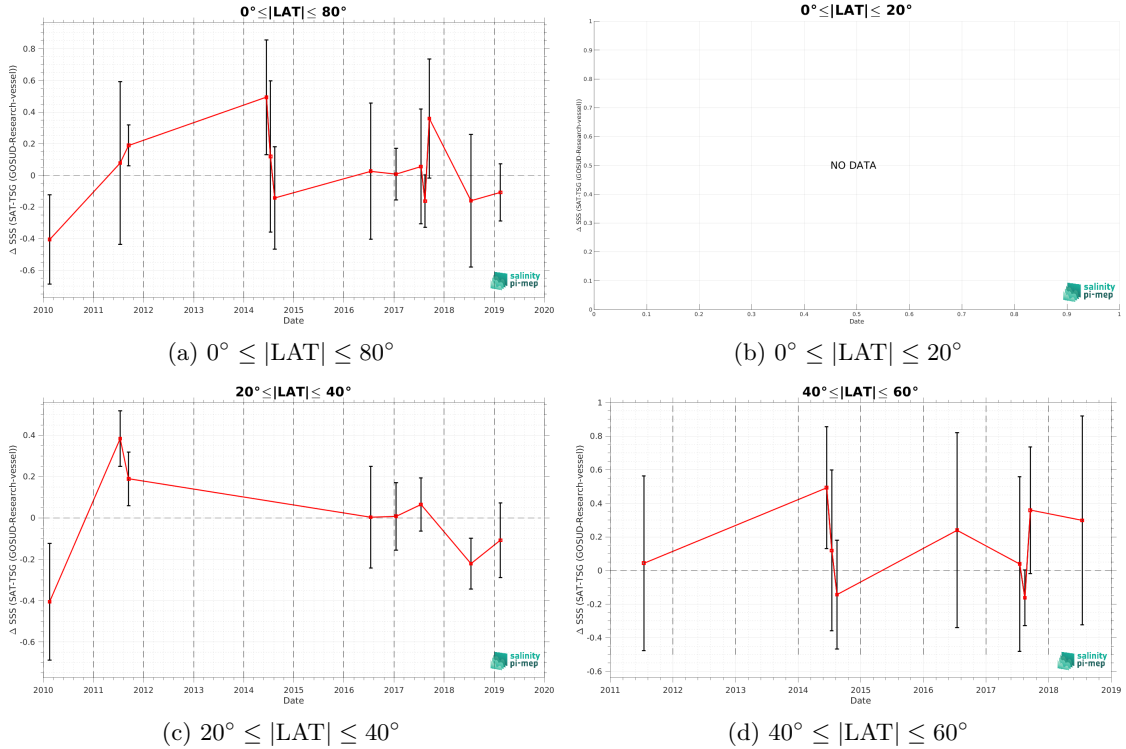 0°≤|LAT|≤ 80°
Δ SSS (SAT-TSG (GOSUD-Research-vessel))
0.8
0.6
0.4
0.2
0
-0.2
-0.4
-0.6
2010 2011 2012 2013 2014 2015 2016 2017 2018 2019 2020
Date
salinity
pi-mep
(a) 0° ≤ |LAT| ≤ 80°
0°≤|LAT|≤ 20°
Δ SSS (SAT-TSG (GOSUD-Research-vessel))
1
0.9
0.8
0.7
0.6
0.5
0.4
0.3
0.2
0.1
0
NO DATA
0 0.1 0.2 0.3 0.4 0.5 0.6 0.7 0.8 0.9 1
Date
salinity
pi-mep
(b) 0° ≤ |LAT| ≤ 20°
20°≤|LAT|≤ 40°
Δ SSS (SAT-TSG (GOSUD-Research-vessel))
0.4
0.2
0
-0.2
-0.4
-0.6
2010 2011 2012 2013 2014 2015 2016 2017 2018 2019 2020
Date
salinity
pi-mep
(c) 20° ≤ |LAT| ≤ 40°
40°≤|LAT|≤ 60°
Δ SSS (SAT-TSG (GOSUD-Research-vessel))
1
0.8
0.6
0.4
0.2
0
-0.2
-0.4
-0.6
2011 2012 2013 2014 2015 2016 2017 2018 2019
Date
salinity
pi-mep
(d) 40° ≤ |LAT| ≤ 60°